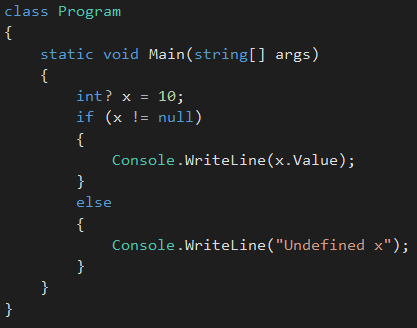 class Program
{
    static void Main(string[] args)
    {
        int? x = 10;
        if (x != null)
        {
            Console.WriteLine(x.Value);
        }
        else
        {
            Console.WriteLine("Undefined x");
        }
    }
}